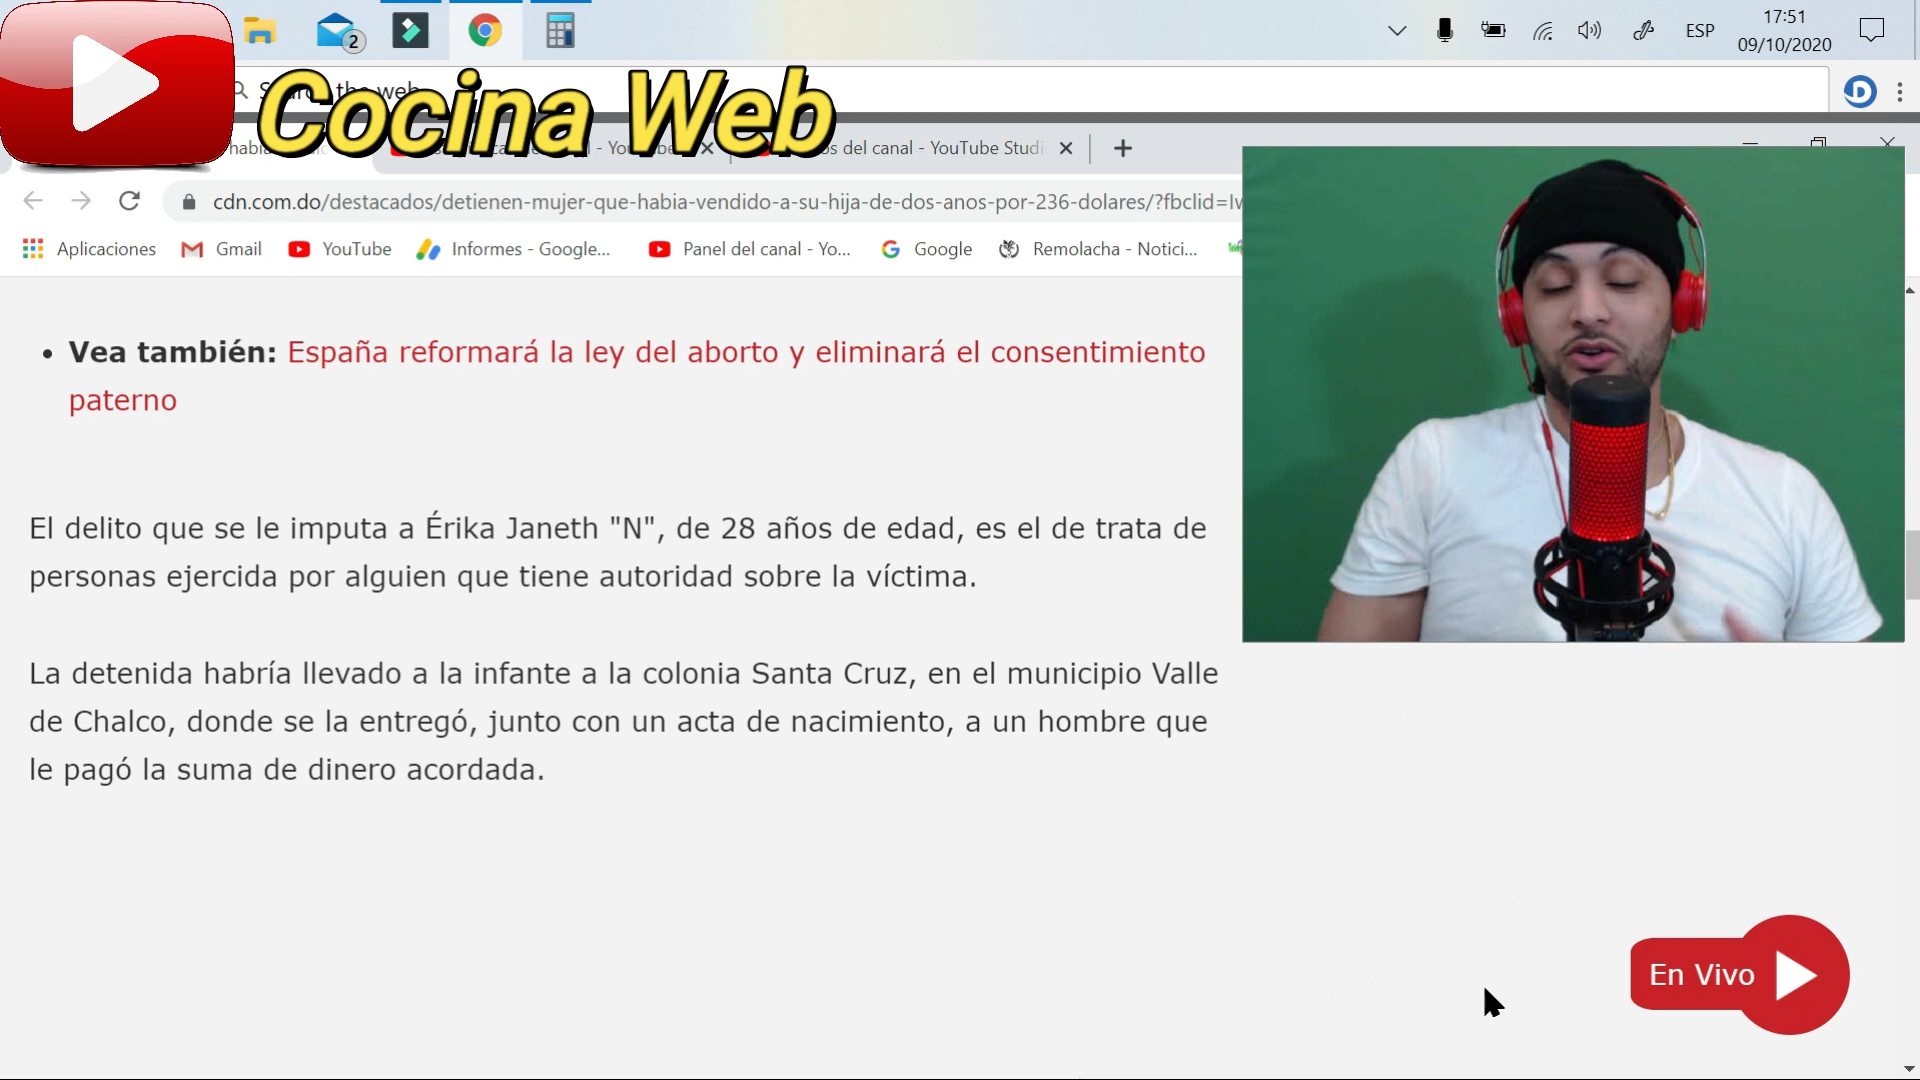 2
ESP
17:51
09/10/2020
Cocina Web
del canal - YouTube Studi
cdn.com.do/destacados/detienen-mujer-que-habia-vendido-a-su-hija-de-dos-anos-por-236-dolares/?fbclid=Iw
Aplicaciones Gmail YouTube Informes - Google... Panel del canal - Yo... Google Remolacha - Notici...
• Vea también: España reformará la ley del aborto y eliminará el consentimiento
paterno
El delito que se le imputa a Érika Janeth "N", de 28 años de edad, es el de trata de
personas ejercida por alguien que tiene autoridad sobre la víctima.
La detenida habría llevado a la infante a la colonia Santa Cruz, en el municipio Valle
de Chalco, donde se la entregó, junto con un acta de nacimiento, a un hombre que
le pagó la suma de dinero acordada.
En Vivo